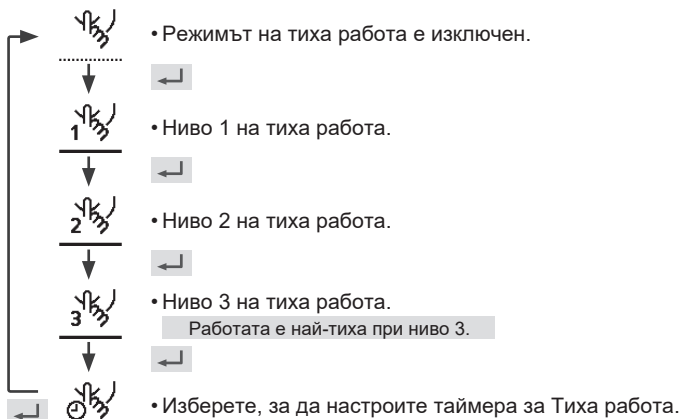 • Режимът на тиха работа е изключен.
1
• Ниво 1 на тиха работа.
2
• Ниво 2 на тиха работа.
3
• Ниво 3 на тиха работа.
Работата е най-тиха при ниво 3.
• Изберете, за да настроите таймера за Тиха работа.